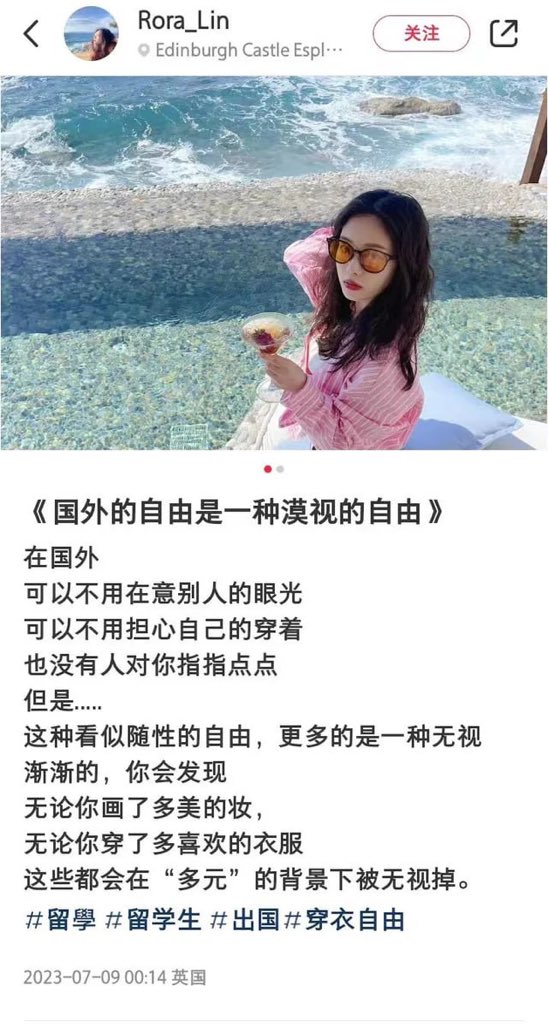 Rora_Lin
Edinburgh Castle Espl…
关注
《国外的自由是一种漠视的自由》
在国外
可以不用在意别人的眼光
可以不用担心自己的穿着
也没有人对你指指点点
但是.....
这种看似随性的自由，更多的是一种无视
渐渐的，你会发现
无论你画了多美的妆，
无论你穿了多喜欢的衣服
这些都会在“多元”的背景下被无视掉。
#留學 #留学生 #出国#穿衣自由
2023-07-09 00:14 英国